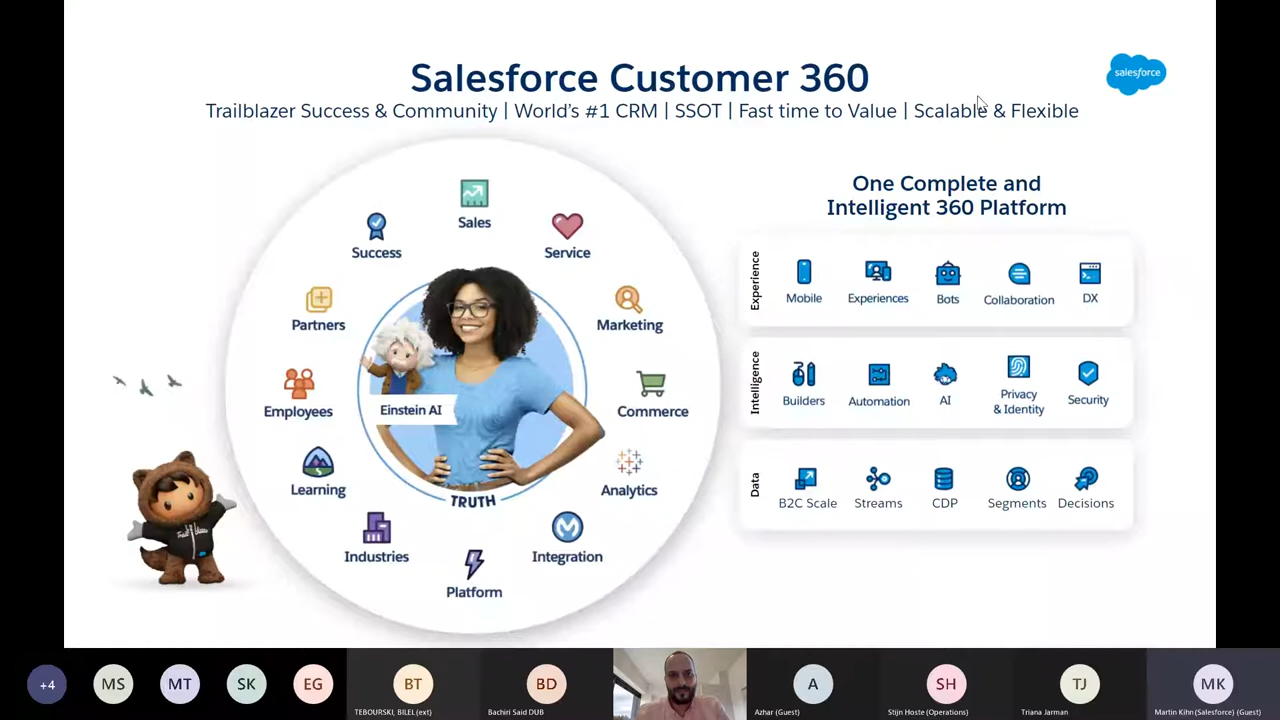 Salesforce Customer 360
salesforce
Trailblazer Success & Community | World's #1 CRM | SSOT | Fast time to Value | Scalable & Flexible
Sales
Success
Service
Partners
Marketing
Employees
Einstein AI
Commerce
Learning
TRUTH
Analytics
Industries
Integration
Platform
One Complete and
Intelligent 360 Platform
Experience
Mobile
Experiences
Bots
Collaboration
DX
Intelligence
Builders
Automation
AI
Privacy
& Identity
Security
Data
B2C Scale
Streams
CDP
Segments
Decisions
+4
MS
MT
SK
EG
BT
TEBOURSKI, BILEL (ext)
BD
Bachiri Said DUB
A
Azhar (Guest)
SH
Stijn Hoste (Operations)
TJ
Triana Jarman
MK
Martin Kihn (Salesforce) (Guest)